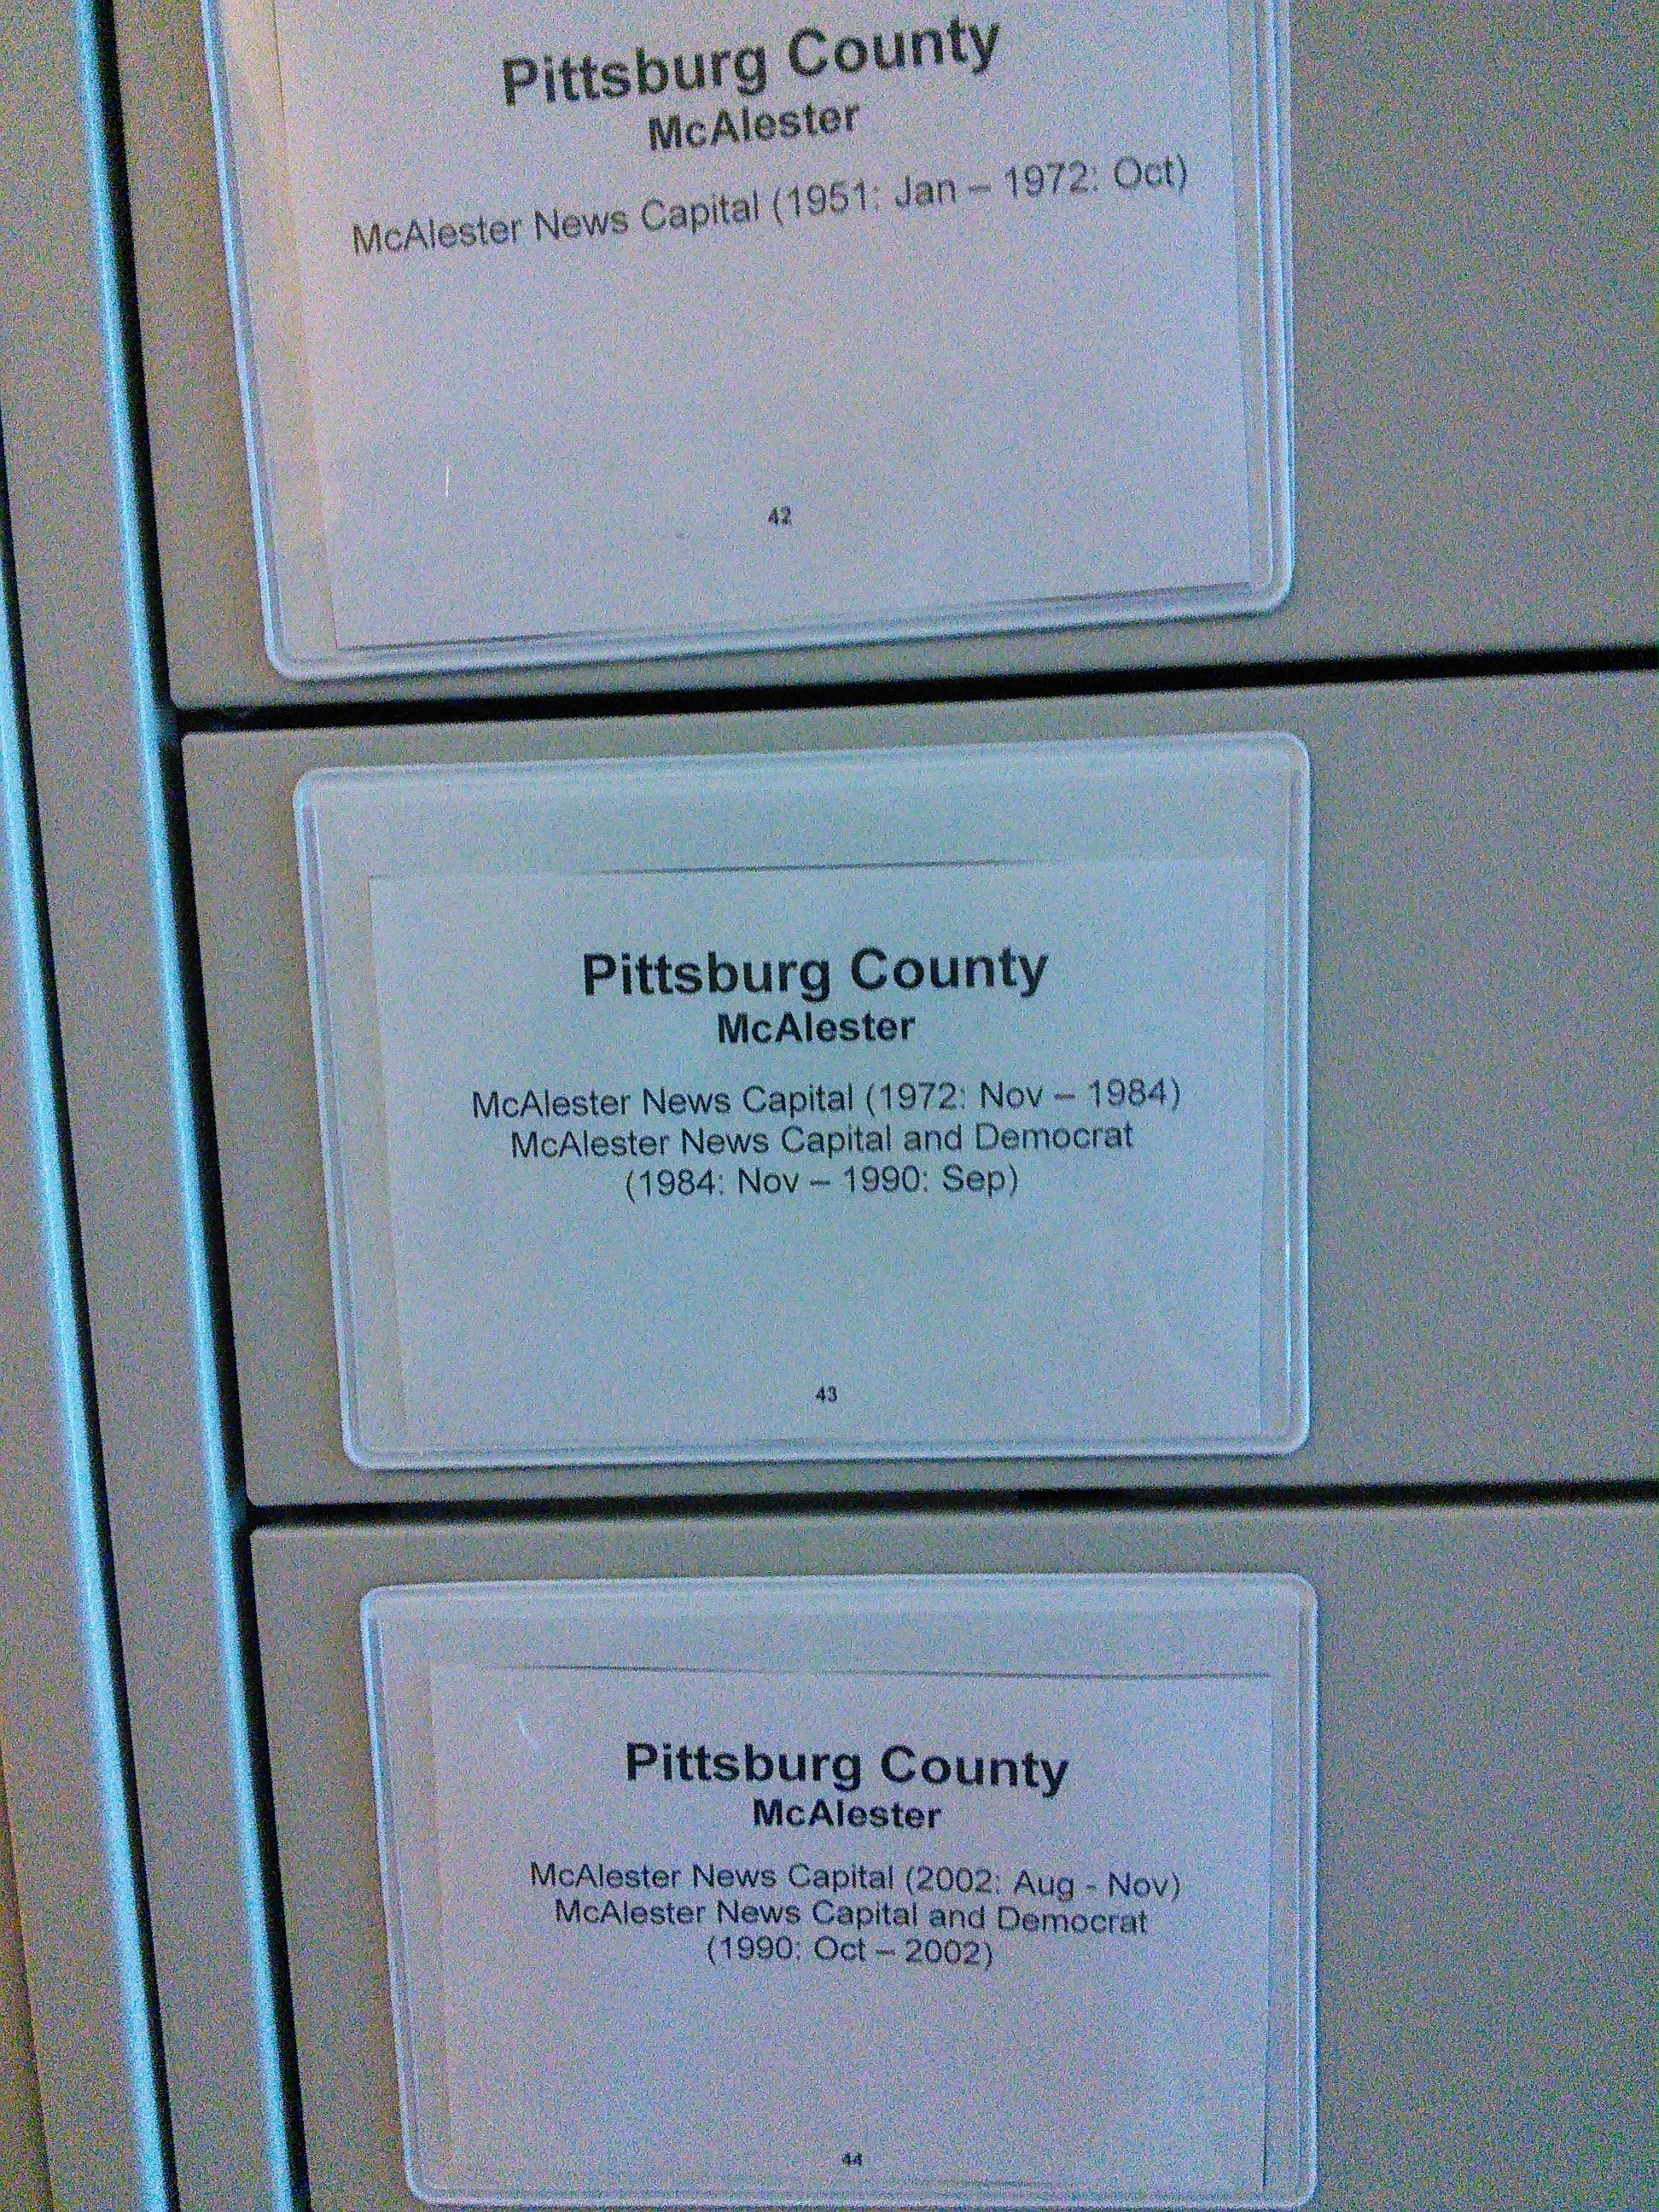 Pittsburg County
McAlester
McAlester News Capital (1951: Jan – 1972: Oct)
42
Pittsburg County
McAlester
McAlester News Capital (1972: Nov – 1984)
McAlester News Capital and Democrat
(1984: Nov – 1990: Sep)
43
Pittsburg County
McAlester
McAlester News Capital (2002: Aug - Nov)
McAlester News Capital and Democrat
(1990: Oct – 2002)
44